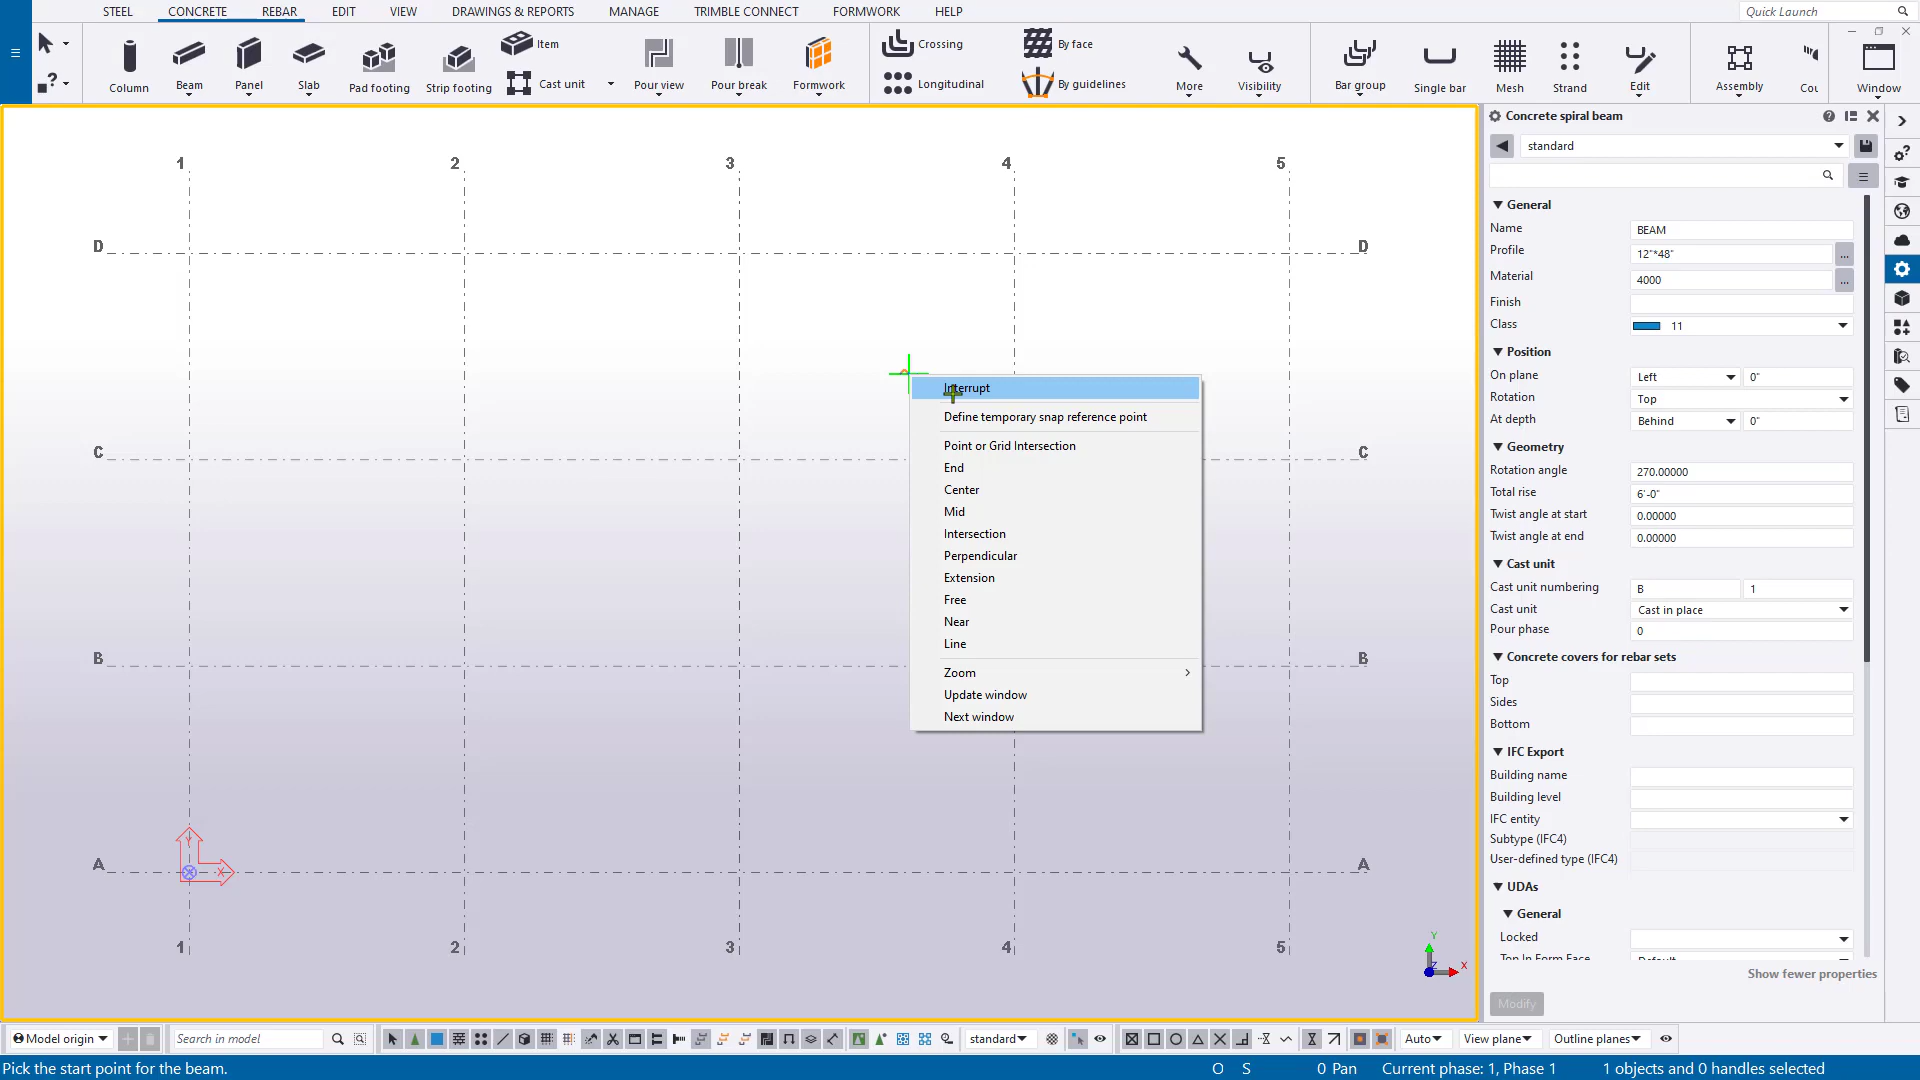 STEEL CONCRETE REBAR EDIT VIEW DRAWINGS & REPORTS MANAGE TRIMBLE CONNECT FORMWORK HELP Quick Launch
Column Beam Panel Slab Pad footing Strip footing Item Cast unit Pour view Pour break Formwork
Crossing Longitudinal By face By guidelines More Visibility
Bar group Single bar Mesh Strand Edit Assembly Window
1 2 3 4 5
D D
C C
B B
A A
1 2 3 4 5
Y X
Y X Z
Interrupt
Define temporary snap reference point
Point or Grid Intersection
End
Center
Mid
Intersection
Perpendicular
Extension
Free
Near
Line
Zoom
Update window
Next window
Concrete spiral beam
standard
General
Name BEAM
Profile 12"*48" ...
Material 4000 ...
Finish
Class 11
Position
On plane Left 0"
Rotation Top
At depth Behind 0"
Geometry
Rotation angle 270.00000
Total rise 6'-0"
Twist angle at start 0.00000
Twist angle at end 0.00000
Cast unit
Cast unit numbering B 1
Cast unit Cast in place
Pour phase 0
Concrete covers for rebar sets
Top
Sides
Bottom
IFC Export
Building name
Building level
IFC entity
Subtype (IFC4)
User-defined type (IFC4)
UDAs
General
Locked
Show fewer properties
Modify
Model origin Search in model standard Auto View plane Outline planes
Pick the start point for the beam. O S 0 Pan Current phase: 1, Phase 1 1 objects and 0 handles selected